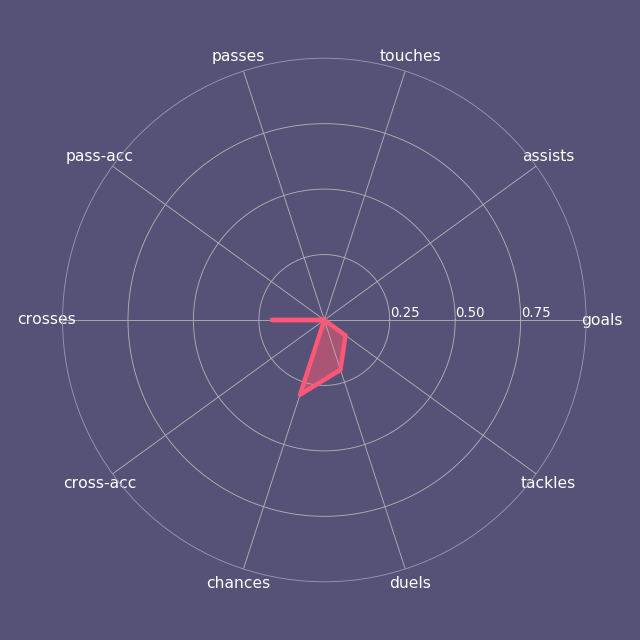 passes
touches
pass-acc
assists
crosses
0.25
0.50
0.75
goals
cross-acc
tackles
chances
duels